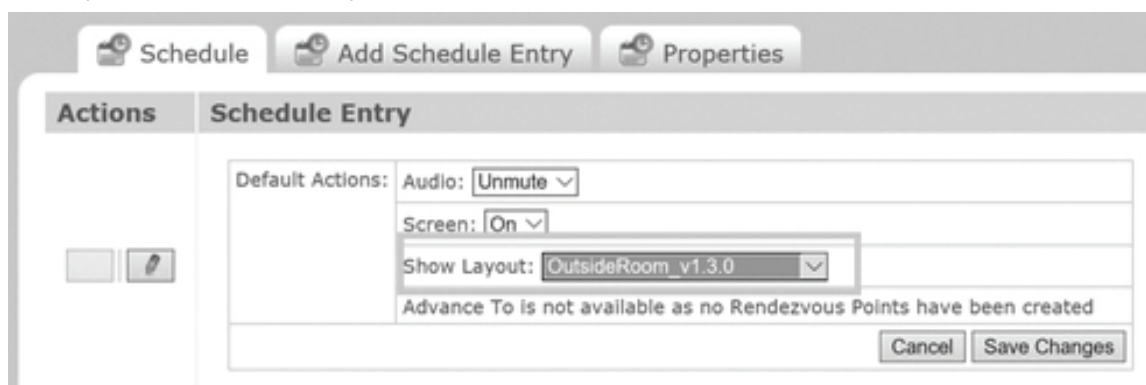 Schedule Add Schedule Entry Properties
Actions Schedule Entry
Default Actions: Audio: Unmute
Screen: On
Show Layout: OutsideRoom_v1.3.0
Advance To is not available as no Rendezvous Points have been created
Cancel Save Changes